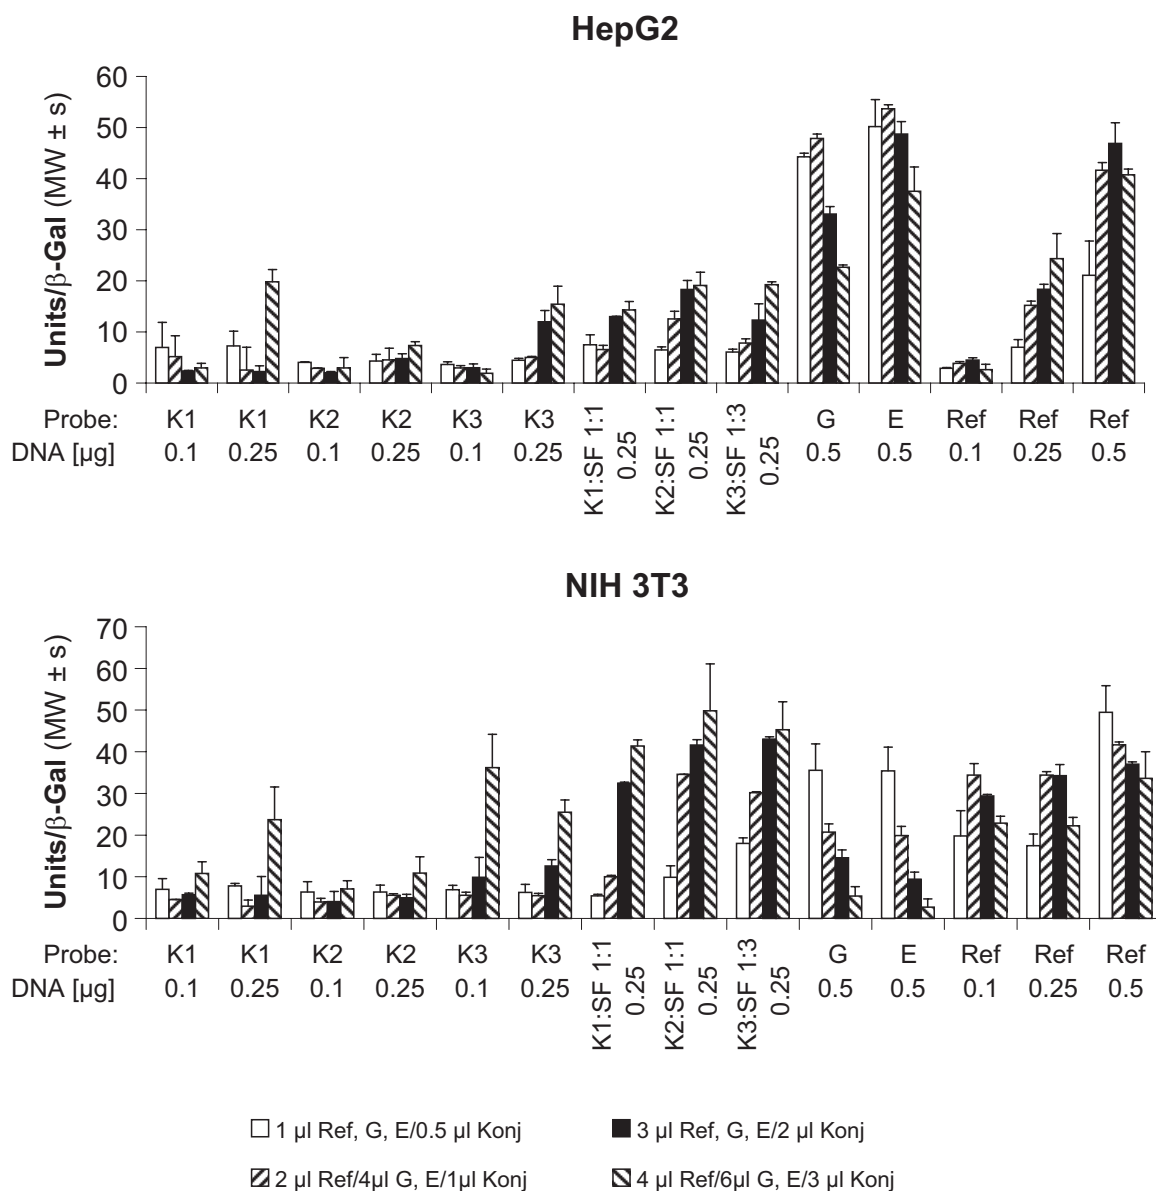 HepG2
Units/β-Gal (MW ± s)
60
50
40
30
20
10
0
Probe: K1 K1 K2 K2 K3 K3 K1:SF 1:1 K2:SF 1:1 K3:SF 1:3 G E Ref Ref Ref
DNA [µg] 0.1 0.25 0.1 0.25 0.1 0.25 0.25 0.25 0.25 0.5 0.5 0.1 0.25 0.5
NIH 3T3
Units/β-Gal (MW ± s)
70
60
50
40
30
20
10
0
Probe: K1 K1 K2 K2 K3 K3 K1:SF 1:1 K2:SF 1:1 K3:SF 1:3 G E Ref Ref Ref
DNA [µg] 0.1 0.25 0.1 0.25 0.1 0.25 0.25 0.25 0.25 0.5 0.5 0.1 0.25 0.5
1 µl Ref, G, E/0.5 µl Konj
3 µl Ref, G, E/2 µl Konj
2 µl Ref/4µl G, E/1µl Konj
4 µl Ref/6µl G, E/3 µl Konj